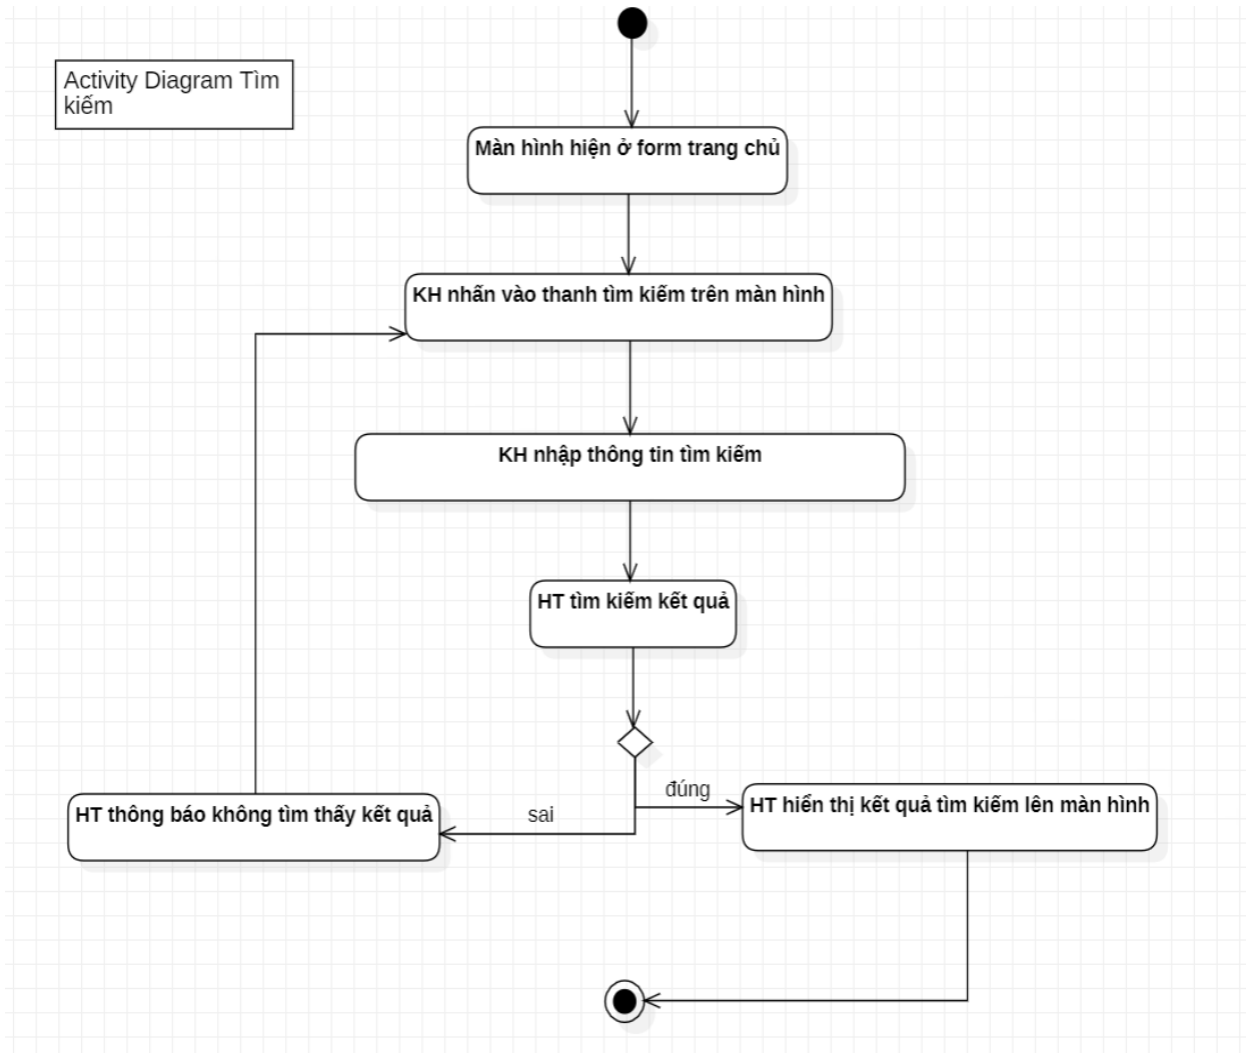 Activity Diagram Tìm
kiếm
Màn hình hiện ở form trang chủ
KH nhấn vào thanh tìm kiếm trên màn hình
KH nhập thông tin tìm kiếm
HT tìm kiếm kết quả
đúng
sai
HT thông báo không tìm thấy kết quả
HT hiển thị kết quả tìm kiếm lên màn hình